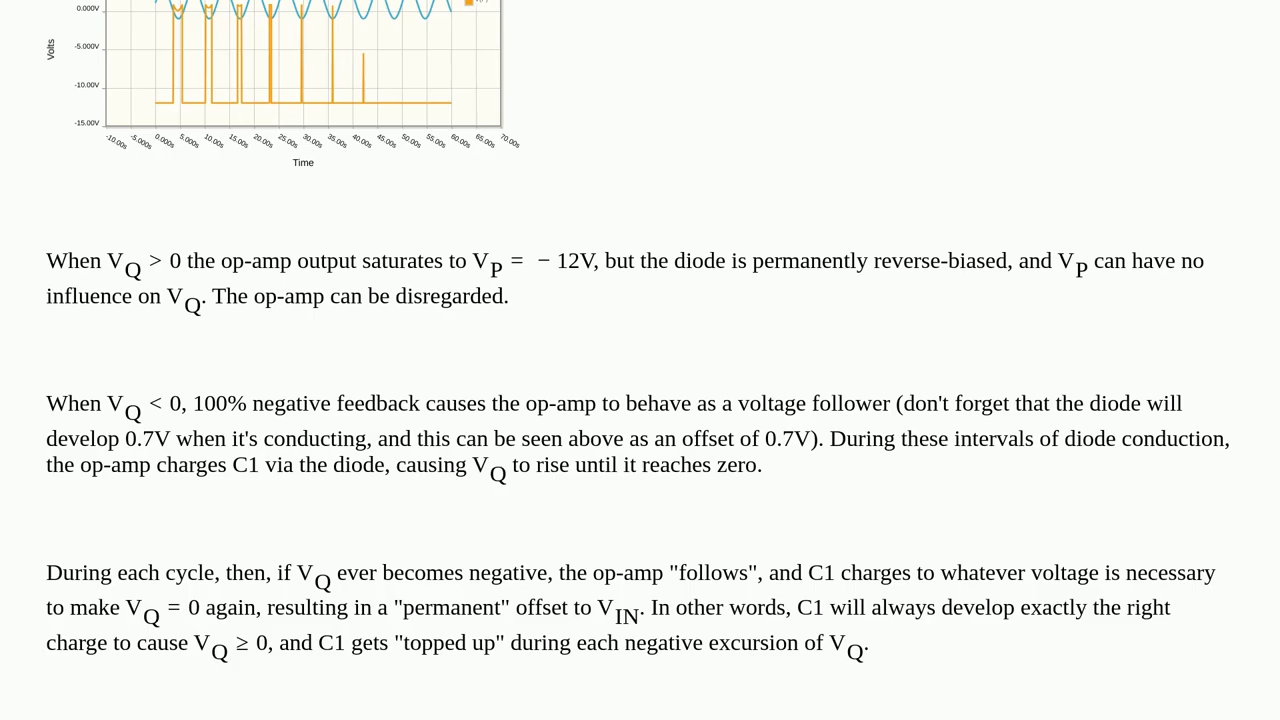 0.000V
-5.000V
-10.00V
-15.00V
Volts
-10.00s -5.000s 0.000s 5.000s 10.00s 15.00s 20.00s 25.00s 30.00s 35.00s 40.00s 45.00s 50.00s 55.00s 60.00s 65.00s 70.00s
Time
When VQ > 0 the op-amp output saturates to VP = − 12V, but the diode is permanently reverse-biased, and VP can have no
influence on VQ. The op-amp can be disregarded.
When VQ < 0, 100% negative feedback causes the op-amp to behave as a voltage follower (don't forget that the diode will
develop 0.7V when it's conducting, and this can be seen above as an offset of 0.7V). During these intervals of diode conduction,
the op-amp charges C1 via the diode, causing VQ to rise until it reaches zero.
During each cycle, then, if VQ ever becomes negative, the op-amp "follows", and C1 charges to whatever voltage is necessary
to make VQ = 0 again, resulting in a "permanent" offset to VIN. In other words, C1 will always develop exactly the right
charge to cause VQ ≥ 0, and C1 gets "topped up" during each negative excursion of VQ.